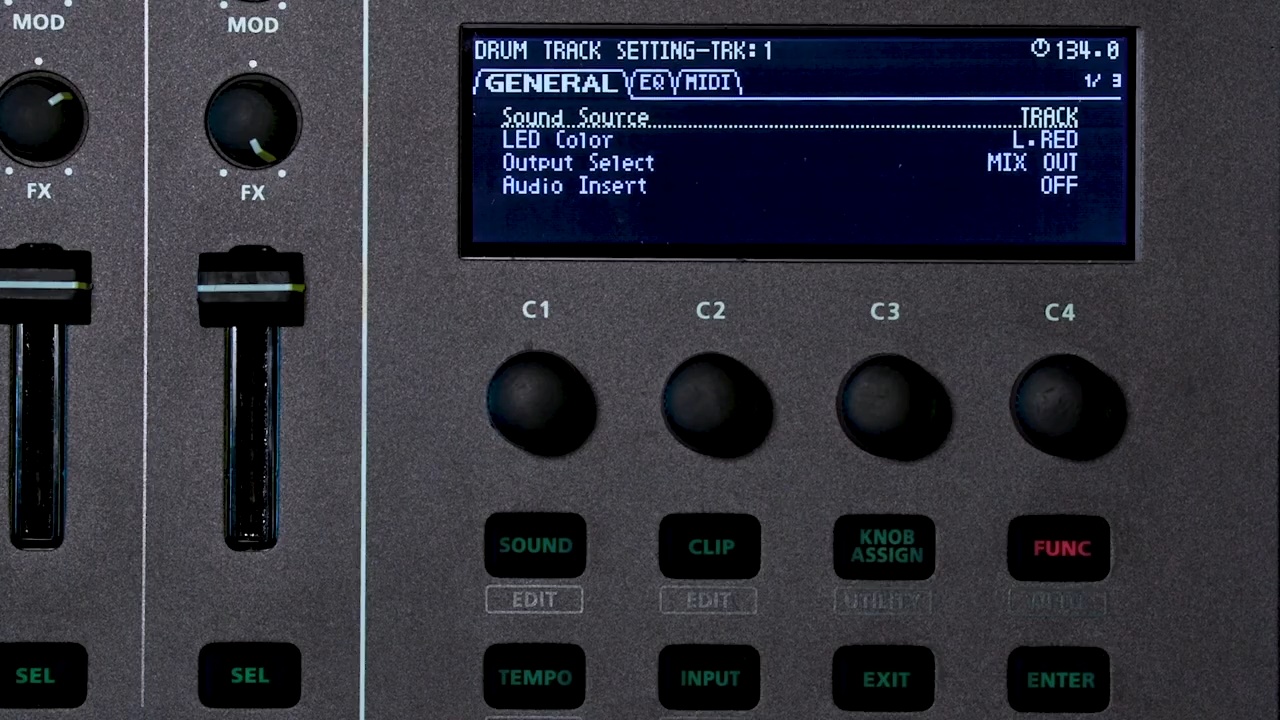 MOD
MOD
DRUM TRACK SETTING-TRK:1 134.0
GENERAL EQ MIDI 1/ 3
Sound Source TRACK
LED Color L.RED
Output Select MIX OUT
Audio Insert OFF
FX
FX
C1 C2 C3 C4
SOUND CLIP KNOB ASSIGN FUNC
EDIT EDIT UTILITY
SEL SEL TEMPO INPUT EXIT ENTER